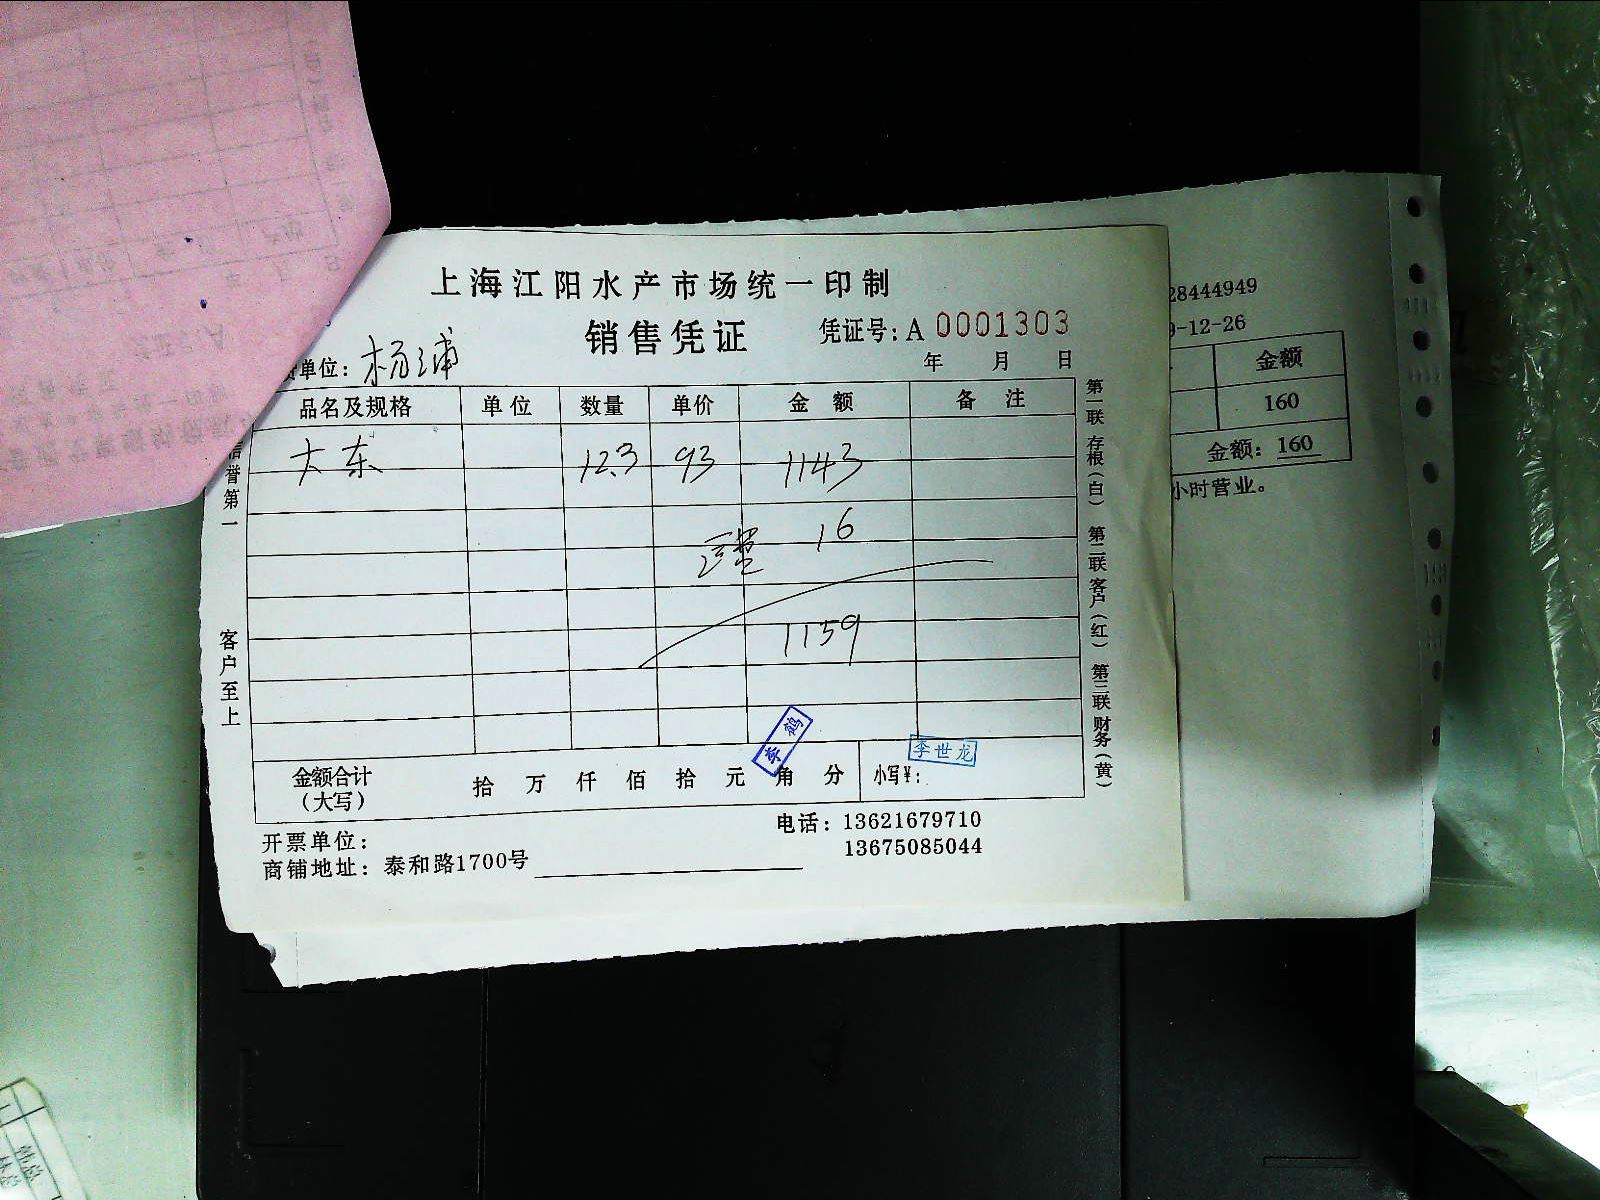 上海江阳水产市场统一印制
销售凭证
凭证号：A 0001303
单位：杨浦
年 月 日
品名及规格 单位 数量 单价 金额 备注
大东 12.3 93 1143
16
1159
金额合计（大写） 拾 万 仟 佰 拾 元 角 分 小写¥：
李鹤
李世龙
开票单位：
电话：13621679710
13675085044
商铺地址：泰和路1700号
信誉第一
客户至上
第一联 存根（白） 第二联 客户（红） 第三联 财务（黄）
28444949
9-12-26
金额
160
金额：160
小时营业。